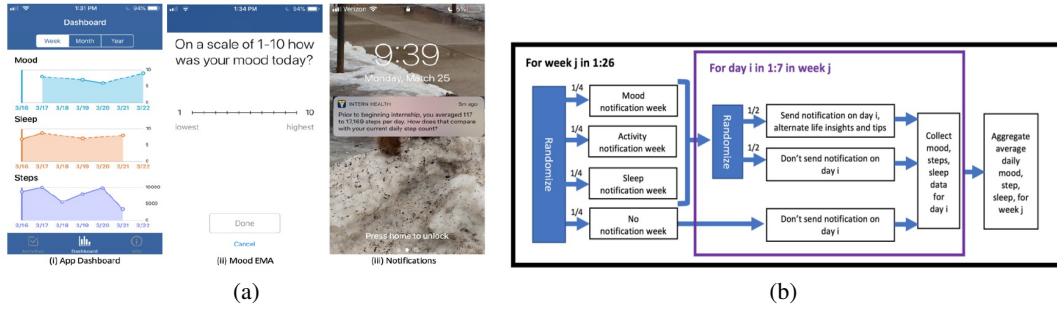 1:31 PM
94%
Dashboard
Week Month Year
Mood
10
5
0
3/16 3/17 3/18 3/19 3/20 3/21 3/22
Sleep
10
5
0
3/16 3/17 3/18 3/19 3/20 3/21 3/22
Steps
10000
5000
0
3/16 3/17 3/18 3/19 3/20 3/21 3/22
Dashboard
(i) App Dashboard
1:34 PM
94%
On a scale of 1-10 how
was your mood today?
1 10
lowest highest
Done
Cancel
(ii) Mood EMA
Verizon
9:39
Monday, March 25
INTERN HEALTH 5m ago
Prior to beginning internship, you averaged 117
to 17,169 steps per day. How does that compare
with your current daily step count?
Press home to unlock
(iii) Notifications
(a)
For week j in 1:26
Randomize
1/4
Mood
notification week
1/4
Activity
notification week
1/4
Sleep
notification week
1/4
No
notification week
For day i in 1:7 in week j
Randomize
1/2
Send notification on day i,
alternate life insights and tips
1/2
Don't send notification on
day i
Don't send notification on
day i
Collect
mood,
steps,
sleep
data
for
day i
Aggregate
average
daily
mood,
step,
sleep, for
week j
(b)